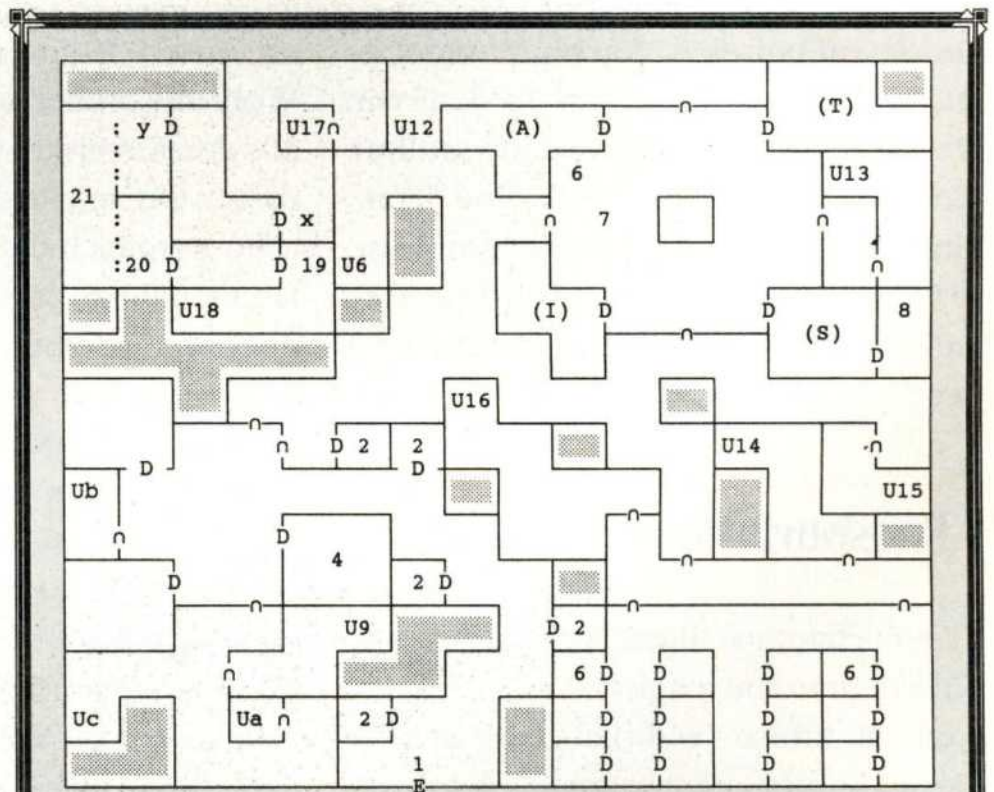 (T)
y D U17∩ U12 (A) D D
∩
6 U13
21
D x ∩ 7 ∩
20 D D 19 U6 ∩
U18 (I) D D (S) 8
∩
D
U16
∩
∩ D 2 2 U14 ∩
D D
Ub U15
∩
∩ D
4 ∩ ∩
D 2 D
∩ ∩ ∩
U9 D 2
∩ 6 D D D 6 D
Uc Ua ∩ 2 D D D D D
1 D D D D
E